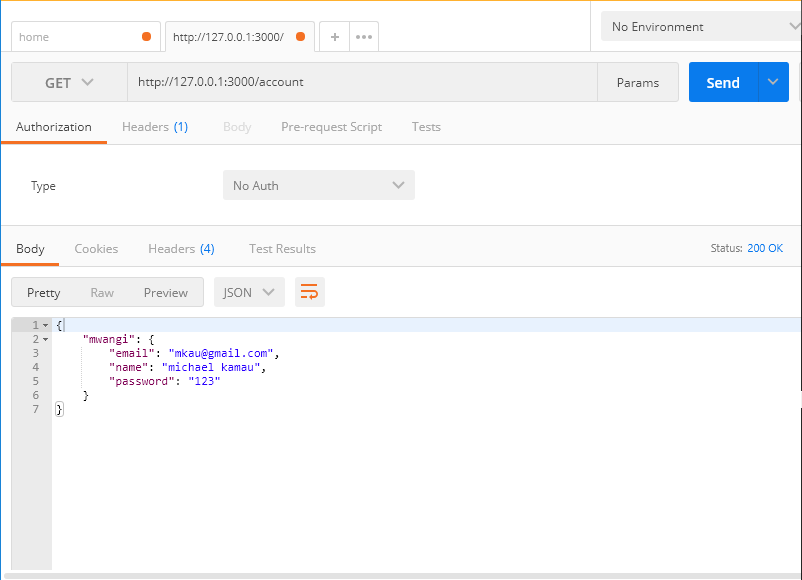 home
http://127.0.0.1:3000/
+
•••
No Environment
GET
http://127.0.0.1:3000/account
Params
Send
Authorization Headers (1) Body Pre-request Script Tests
Type
No Auth
Body Cookies Headers (4) Test Results Status: 200 OK
Pretty Raw Preview JSON
1 {
2 "mwangi": {
3 "email": "mkau@gmail.com",
4 "name": "michael kamau",
5 "password": "123"
6 }
7 }